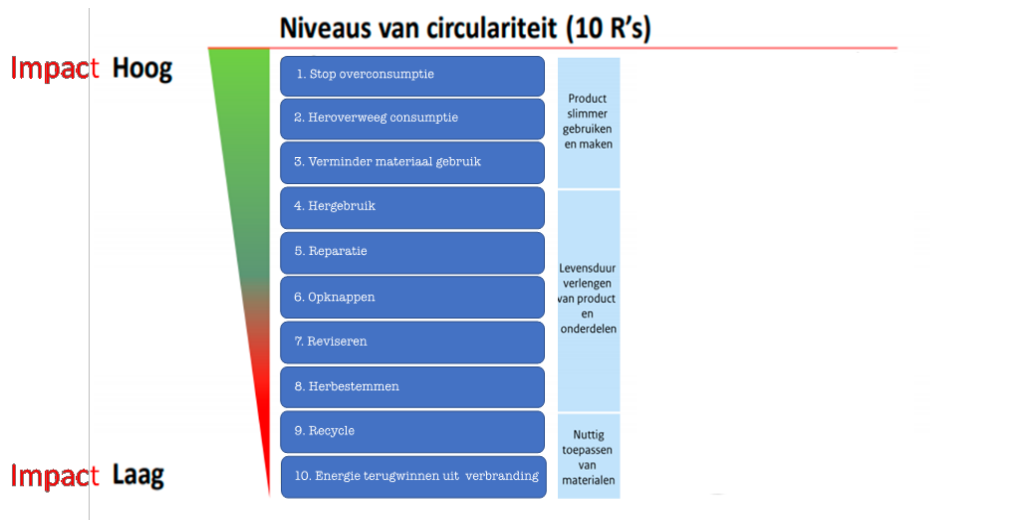 Niveaus van circulariteit (10 R's)
Impact Hoog
1. Stop overconsumptie
2. Heroverweeg consumptie
3. Verminder materiaal gebruik
Product
slimmer
gebruiken
en maken
4. Hergebruik
5. Reparatie
6. Opknappen
7. Reviseren
8. Herbestemmen
Levensduur
verlengen
van product
en
onderdelen
9. Recycle
10. Energie terugwinnen uit verbranding
Nuttig
toepassen
van
materialen
Impact Laag